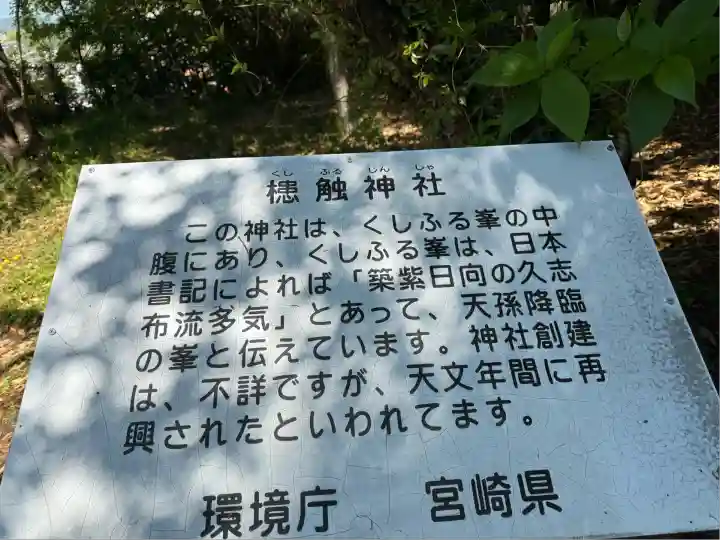 くし ふる しん しゃ
槵触神社
この神社は、くしふる峯の中
腹にあり、くしふる峯は、日本
書記によれば「築紫日向の久志
布流多気」とあって、天孫降臨
の峯と伝えています。神社創建
は、不詳ですが、天文年間に再
興されたといわれてます。
環境庁 宮崎県